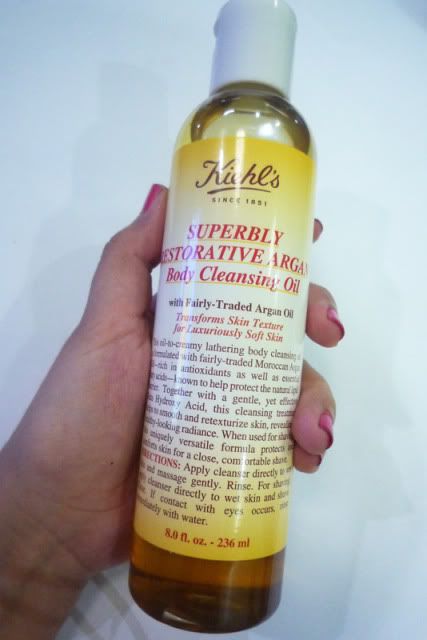 Kiehl's
SINCE 1851
SUPERBLY
RESTORATIVE ARGAN
Body Cleansing Oil
with Fairly-Traded Argan Oil
Transforms Skin Texture
for Luxuriously Soft Skin
This oil-to-creamy lathering body cleansing oil
formulated with fairly-traded Moroccan Argan
rich in antioxidants as well as essential
acids—known to help protect the natural lipid
Together with a gentle, yet effective
Hydroxy Acid, this cleansing treatment
to smooth and retexturize skin, revealing
healthy-looking radiance. When used for shaving
uniquely versatile formula protects and
skin for a close, comfortable shave.
DIRECTIONS: Apply cleanser directly to
and massage gently. Rinse. For shaving
cleanser directly to wet skin and shave
If contact with eyes occurs, rinse
immediately with water.
8.0 fl. oz. - 236 ml